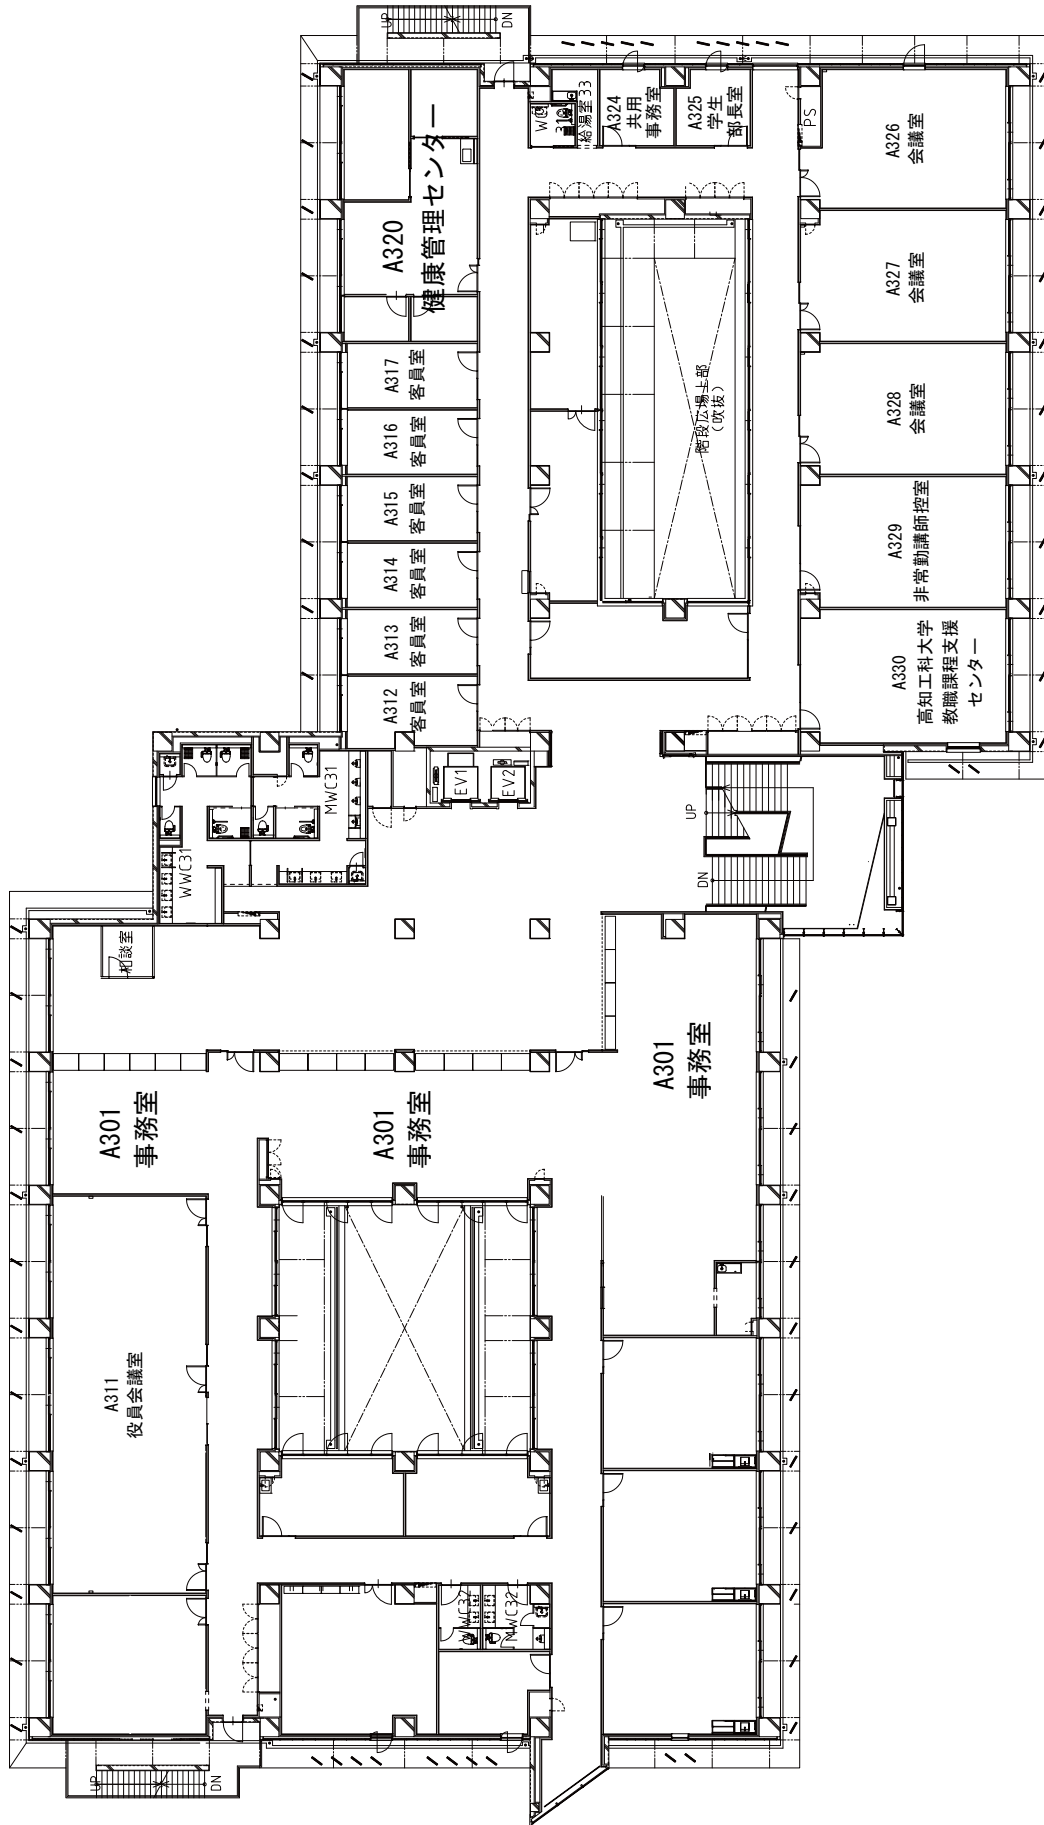 UP
DN
WC
310
給湯室33
A324
共用
事務室
A325
学生
部長室
PS
A326
会議室
A320
健康管理センター
A327
会議室
A317
客員室
A328
会議室
階段広場上部
（吹抜）
A316
客員室
A315
客員室
A329
非常勤講師控室
A314
客員室
A313
客員室
A330
高知工科大学
教職課程支援
センター
A312
客員室
EV1
EV2
MWC31
WWC31
UP
DN
相談室
A301
事務室
A301
事務室
A301
事務室
A311
役員会議室
WWC32
MWC32
UP
DN